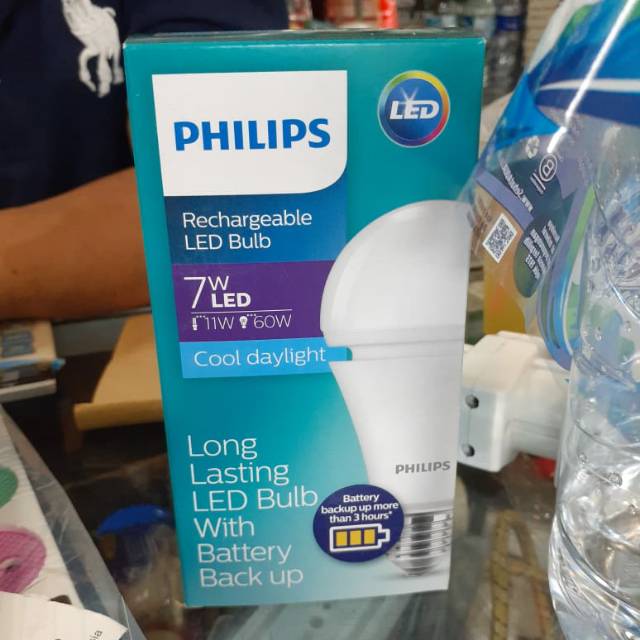 PHILIPS
LED
Rechargeable
LED Bulb
7W
LED
11W 60W
Cool daylight
Long
Lasting
LED Bulb
With
Battery
Back up
PHILIPS
Battery
backup up more
than 3 hours*